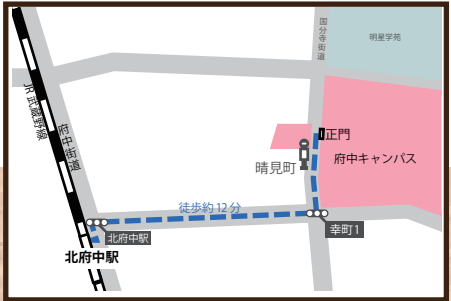 国分寺街道
明星学苑
JR武蔵野線
府中街道
正門
府中キャンパス
晴見町
徒歩約12分
北府中駅
幸町1
北府中駅